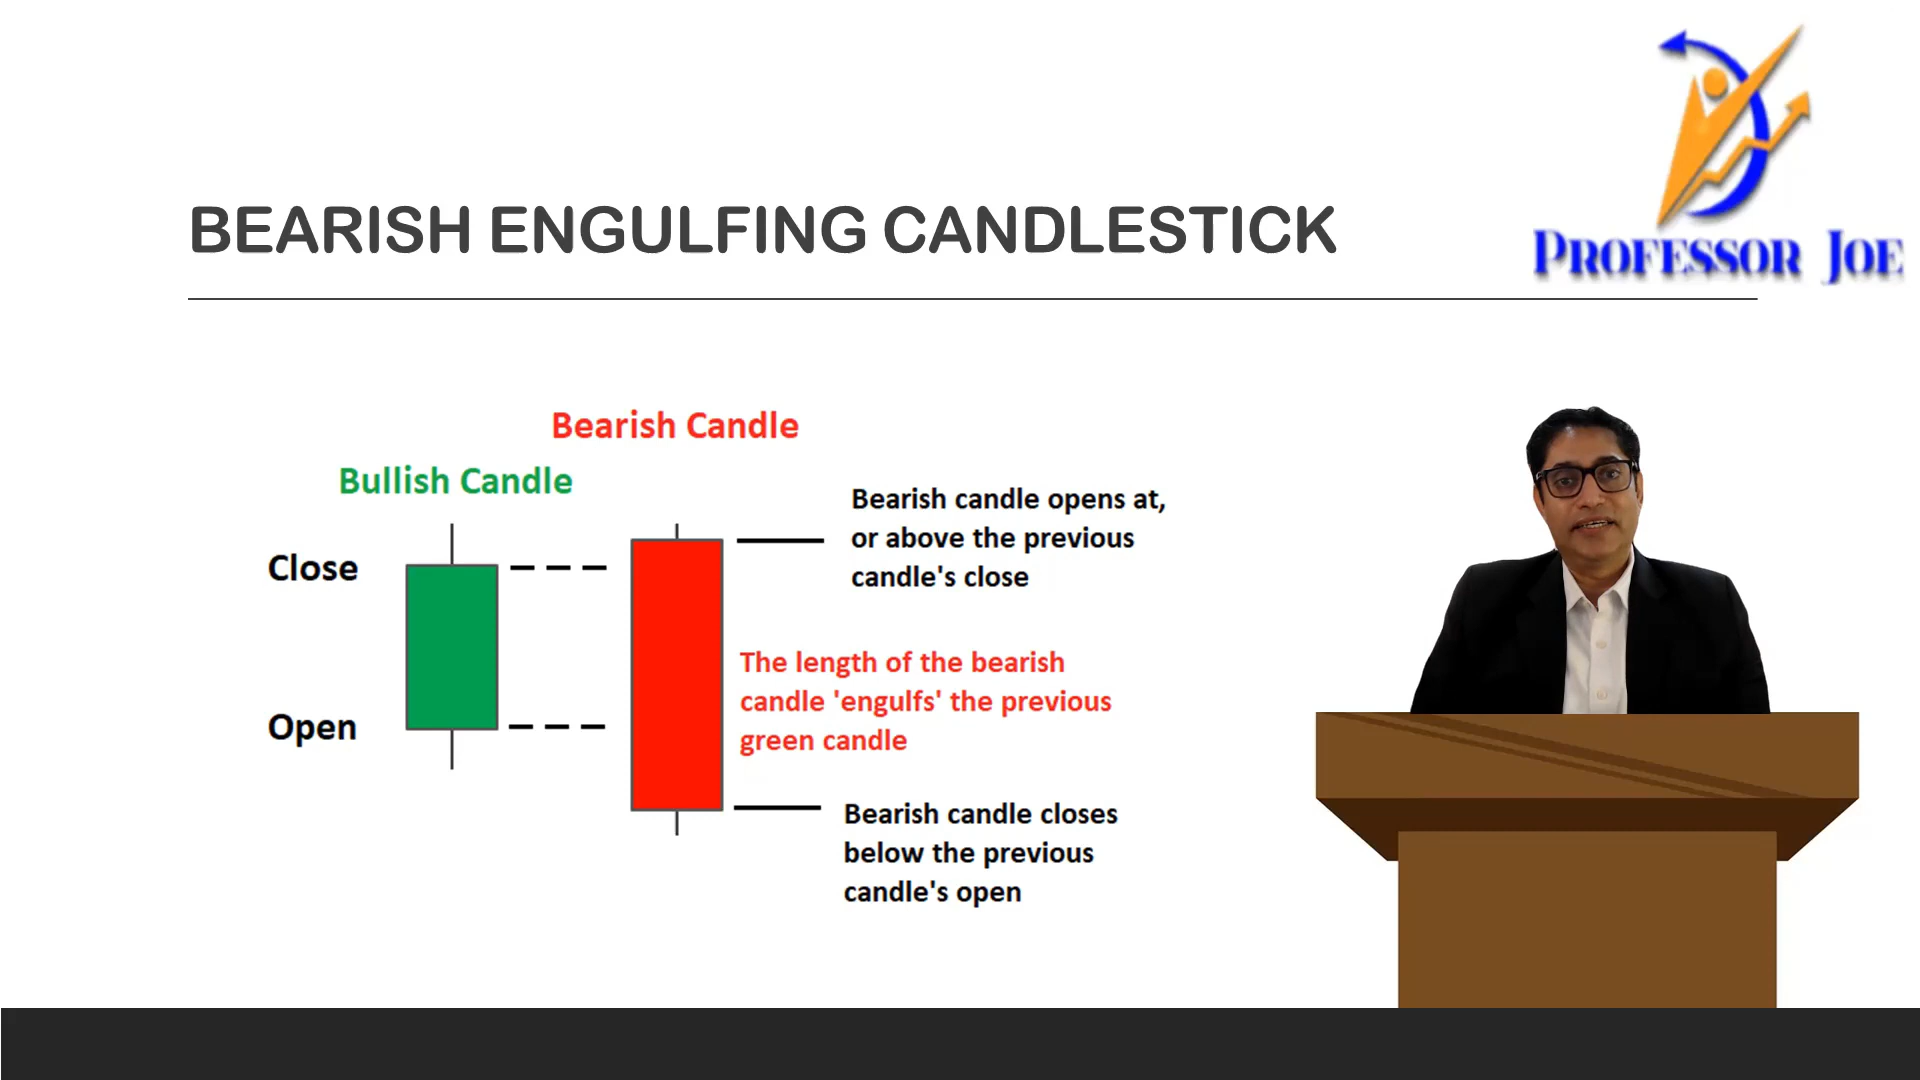 PROFESSOR JOE
BEARISH ENGULFING CANDLESTICK
Bearish Candle
Bullish Candle
Close
Open
Bearish candle opens at,
or above the previous
candle's close
The length of the bearish
candle 'engulfs' the previous
green candle
Bearish candle closes
below the previous
candle's open